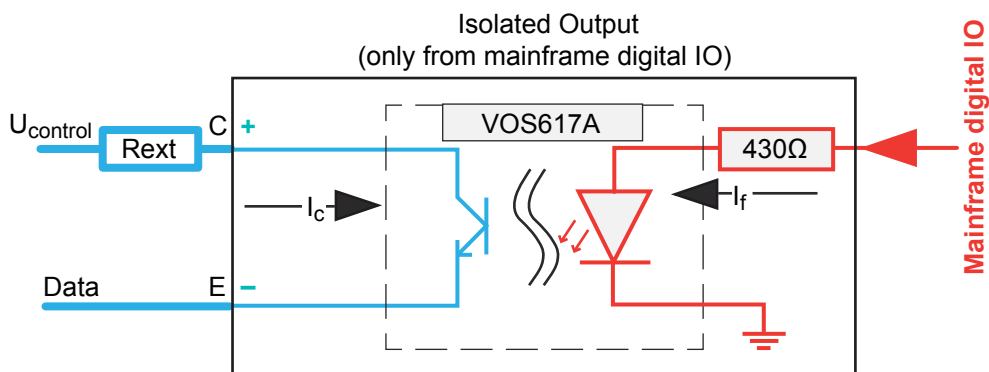 Isolated Output
(only from mainframe digital IO)
Mainframe digital IO
Ucontrol
C
+
VOS617A
Rext
430Ω
Ic
If
Data
E
−